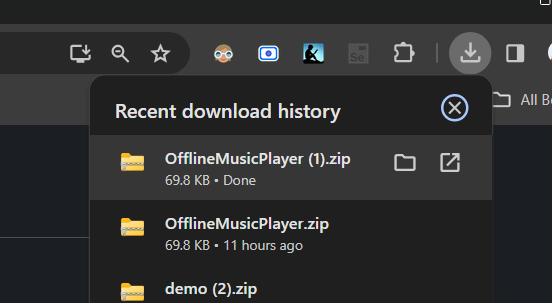 Se
All B
Recent download history
OfflineMusicPlayer (1).zip
69.8 KB • Done
OfflineMusicPlayer.zip
69.8 KB • 11 hours ago
demo (2).zip